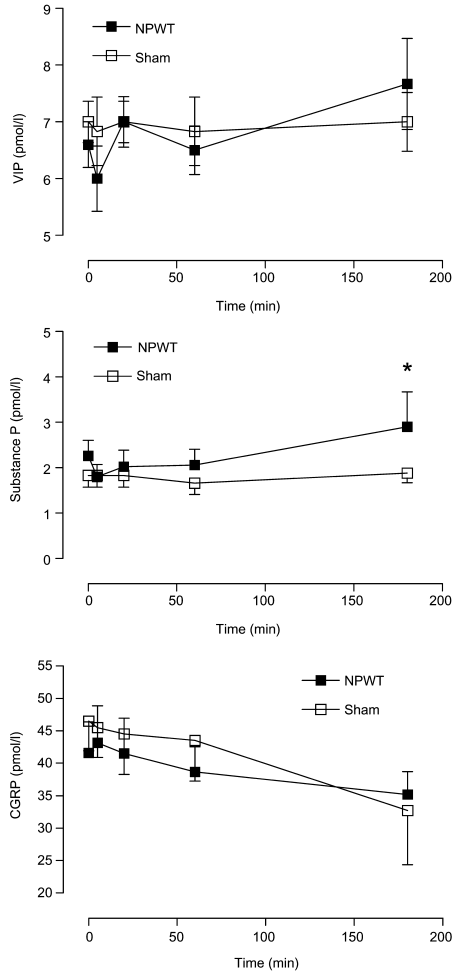 9
NPWT
8
Sham
7
VIP (pmol/l)
6
5
0 50 100 150 200
Time (min)
5
NPWT
*
4
Sham
3
Substance P (pmol/l)
2
1
0
0 50 100 150 200
Time (min)
55
NPWT
50
Sham
45
40
CGRP (pmol/l)
35
30
25
20
0 50 100 150 200
Time (min)